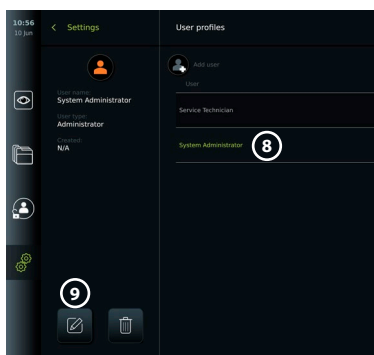 10:56
10 Jun
Settings
User name:
System Administrator
User type:
Administrator
Created:
N/A
9
User profiles
Add user
User
Service Technician
System Administrator
8